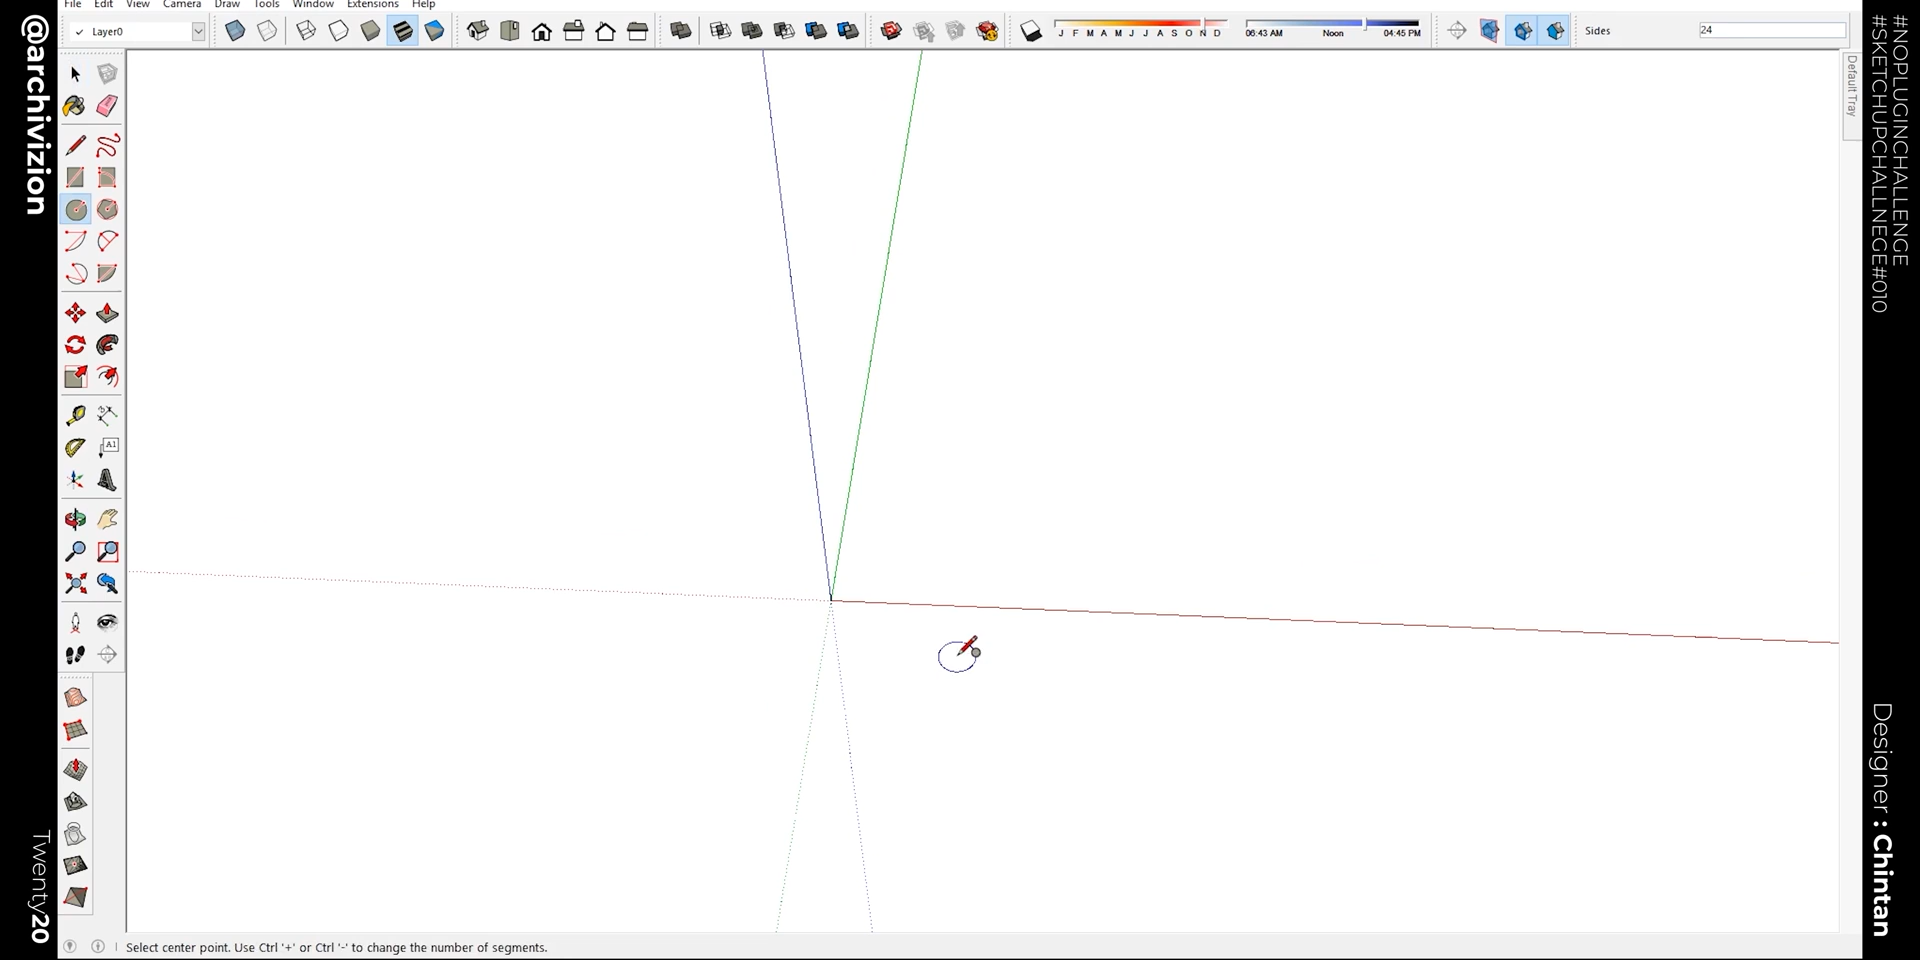 File Edit View Camera Draw Tools Window Extensions Help
Layer0
J F M A M J J A S O N D
06:43 AM Noon 04:45 PM
Sides 24
A1
Default Tray
@archivizion
Twenty20
#NOPLUGINCHALLENGE
#SKETCHUPCHALLNEGE#010
Designer : Chintan
Select center point. Use Ctrl '+' or Ctrl '-' to change the number of segments.